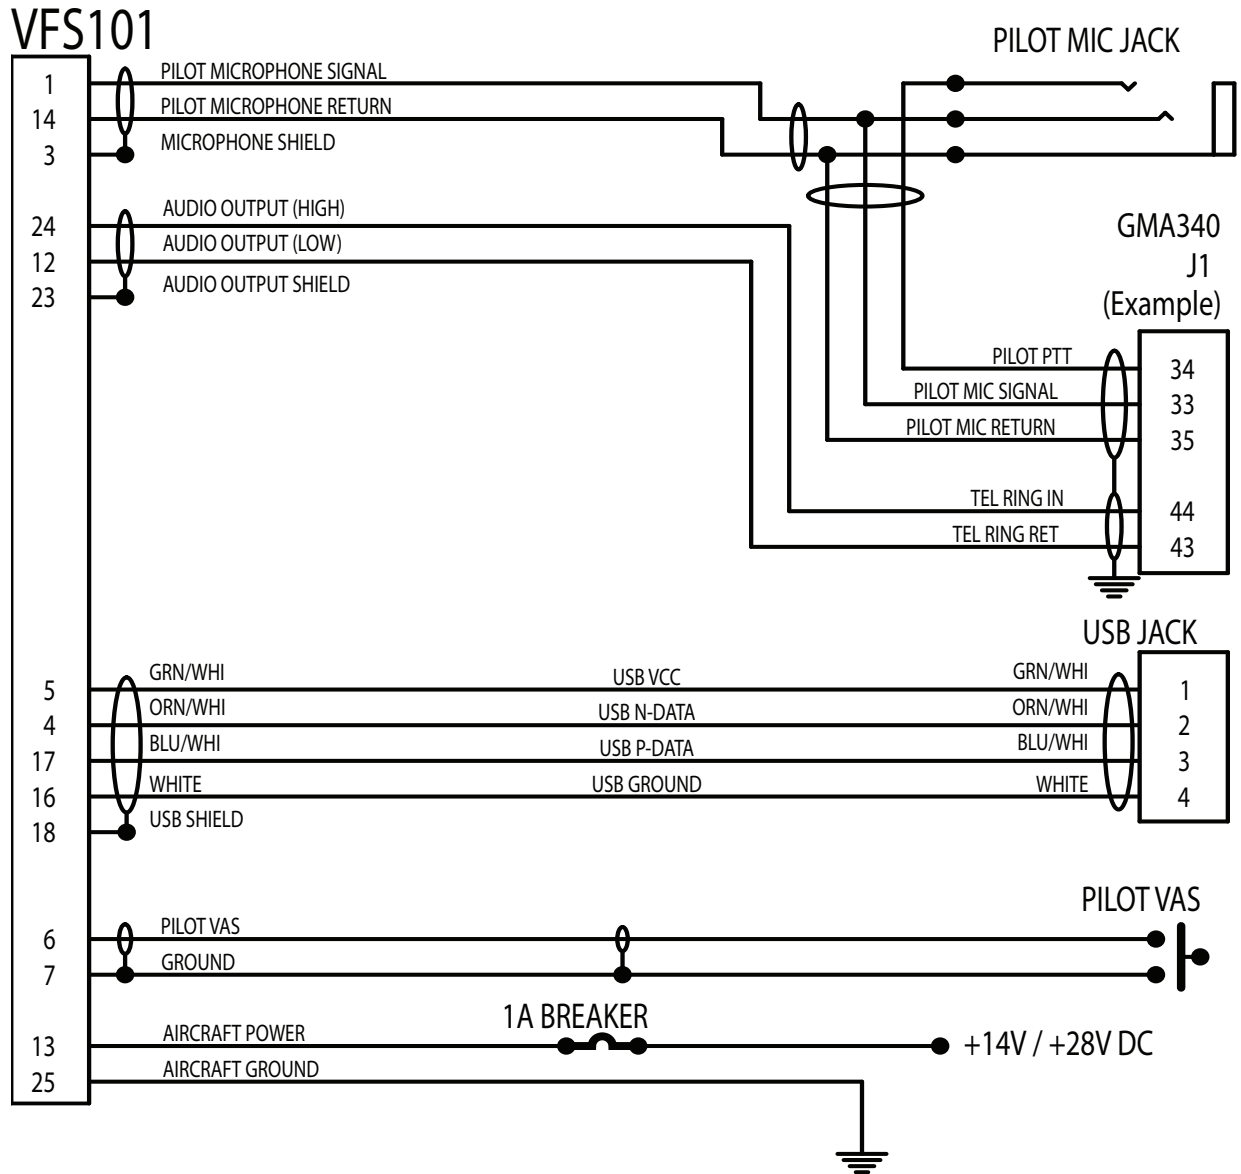 VFS101
PILOT MIC JACK
1 PILOT MICROPHONE SIGNAL
14 PILOT MICROPHONE RETURN
3 MICROPHONE SHIELD
24 AUDIO OUTPUT (HIGH)
12 AUDIO OUTPUT (LOW)
23 AUDIO OUTPUT SHIELD
GMA340
J1
(Example)
PILOT PTT 34
PILOT MIC SIGNAL 33
PILOT MIC RETURN 35
TEL RING IN 44
TEL RING RET 43
USB JACK
5 GRN/WHI USB VCC GRN/WHI 1
4 ORN/WHI USB N-DATA ORN/WHI 2
17 BLU/WHI USB P-DATA BLU/WHI 3
16 WHITE USB GROUND WHITE 4
18 USB SHIELD
PILOT VAS
6 PILOT VAS
7 GROUND
1A BREAKER
13 AIRCRAFT POWER +14V / +28V DC
25 AIRCRAFT GROUND